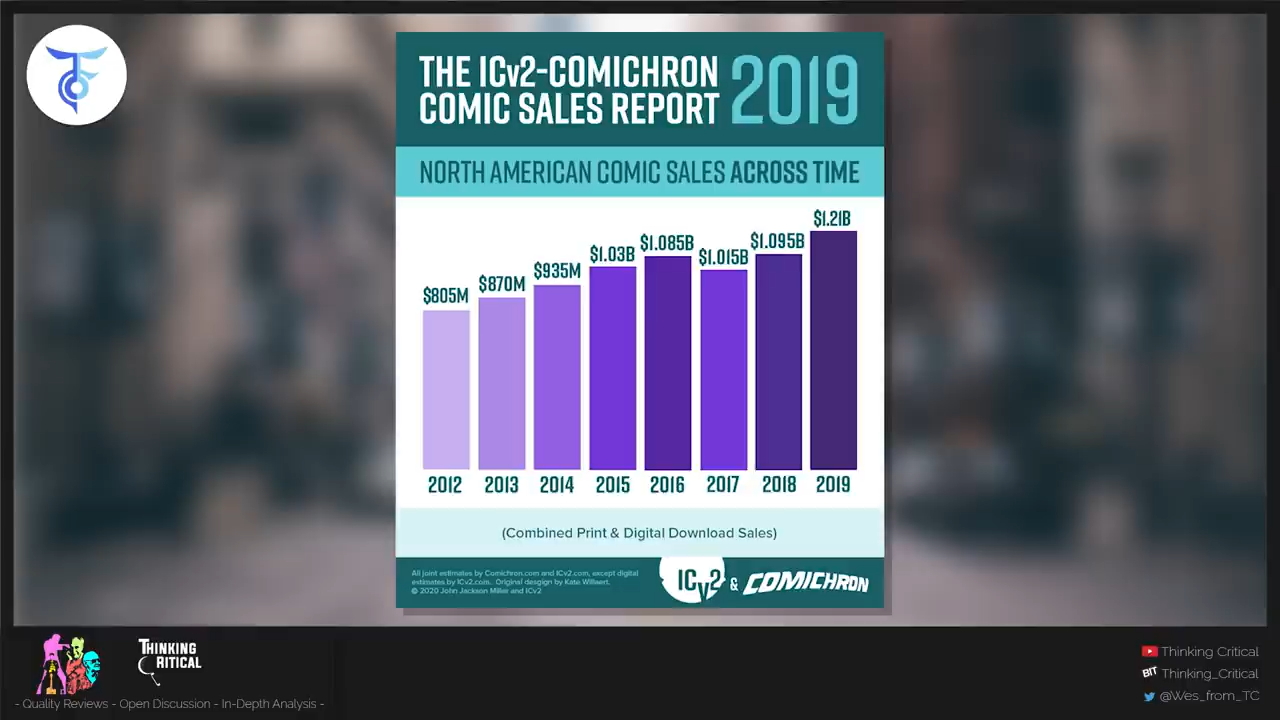 THE ICv2-COMICHRON
COMIC SALES REPORT
2019
NORTH AMERICAN COMIC SALES ACROSS TIME
$805M
$870M
$935M
$1.03B
$1.085B
$1.015B
$1.095B
$1.21B
2012
2013
2014
2015
2016
2017
2018
2019
(Combined Print & Digital Download Sales)
All joint estimates by Comichron.com and ICv2.com, except digital
estimates by ICv2.com. Original desgign by Kate Willaert.
© 2020 John Jackson Miller and ICv2
ICv2 & COMICHRON
THINKING
CRITICAL
- Quality Reviews - Open Discussion - In-Depth Analysis -
Thinking Critical
BIT Thinking_Critical
@Wes_from_TC